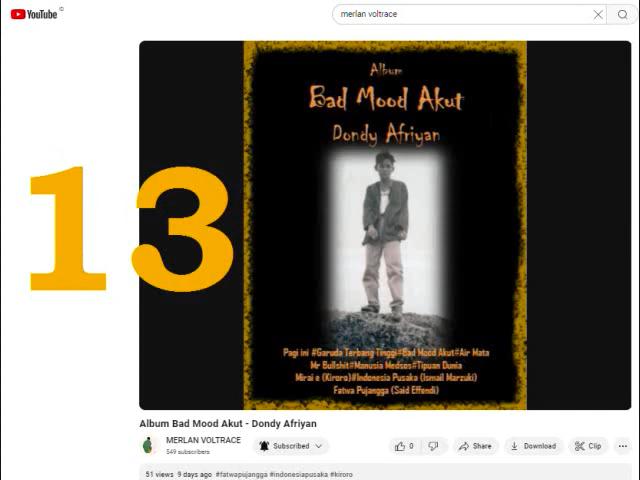 YouTube ID
merlan voltrace
Album
Bad Mood Akut
Dondy Afriyan
13
Pagi ini #Garuda Terbang Tinggi#Bad Mood Akut#Air Mata
Mr Bullshit#Manusia Medsos#Tipuan Dunia
Mirai e (Kiroro)#Indonesia Pusaka (Ismail Marzuki)
Fatwa Pujangga (Said Effendi)
Album Bad Mood Akut - Dondy Afriyan
MERLAN VOLTRACE
549 subscribers
Subscribed
0
Share
Download
Clip
51 views 9 days ago #fatwapujangga #indonesiapusaka #kiroro